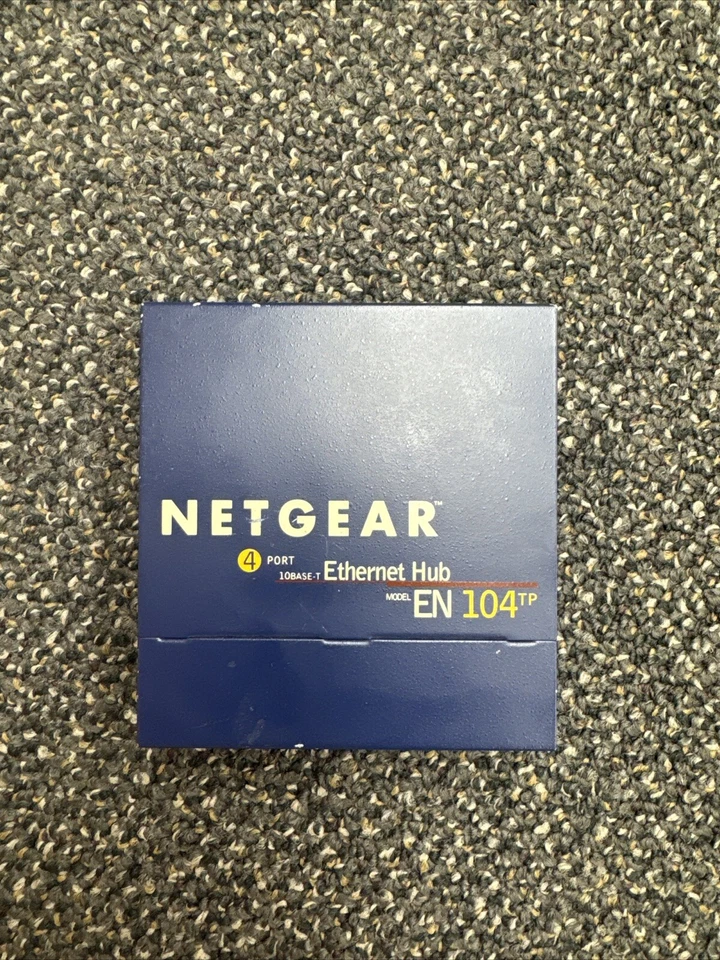 NETGEAR™
4 PORT
10BASE-T Ethernet Hub
MODEL EN 104TP